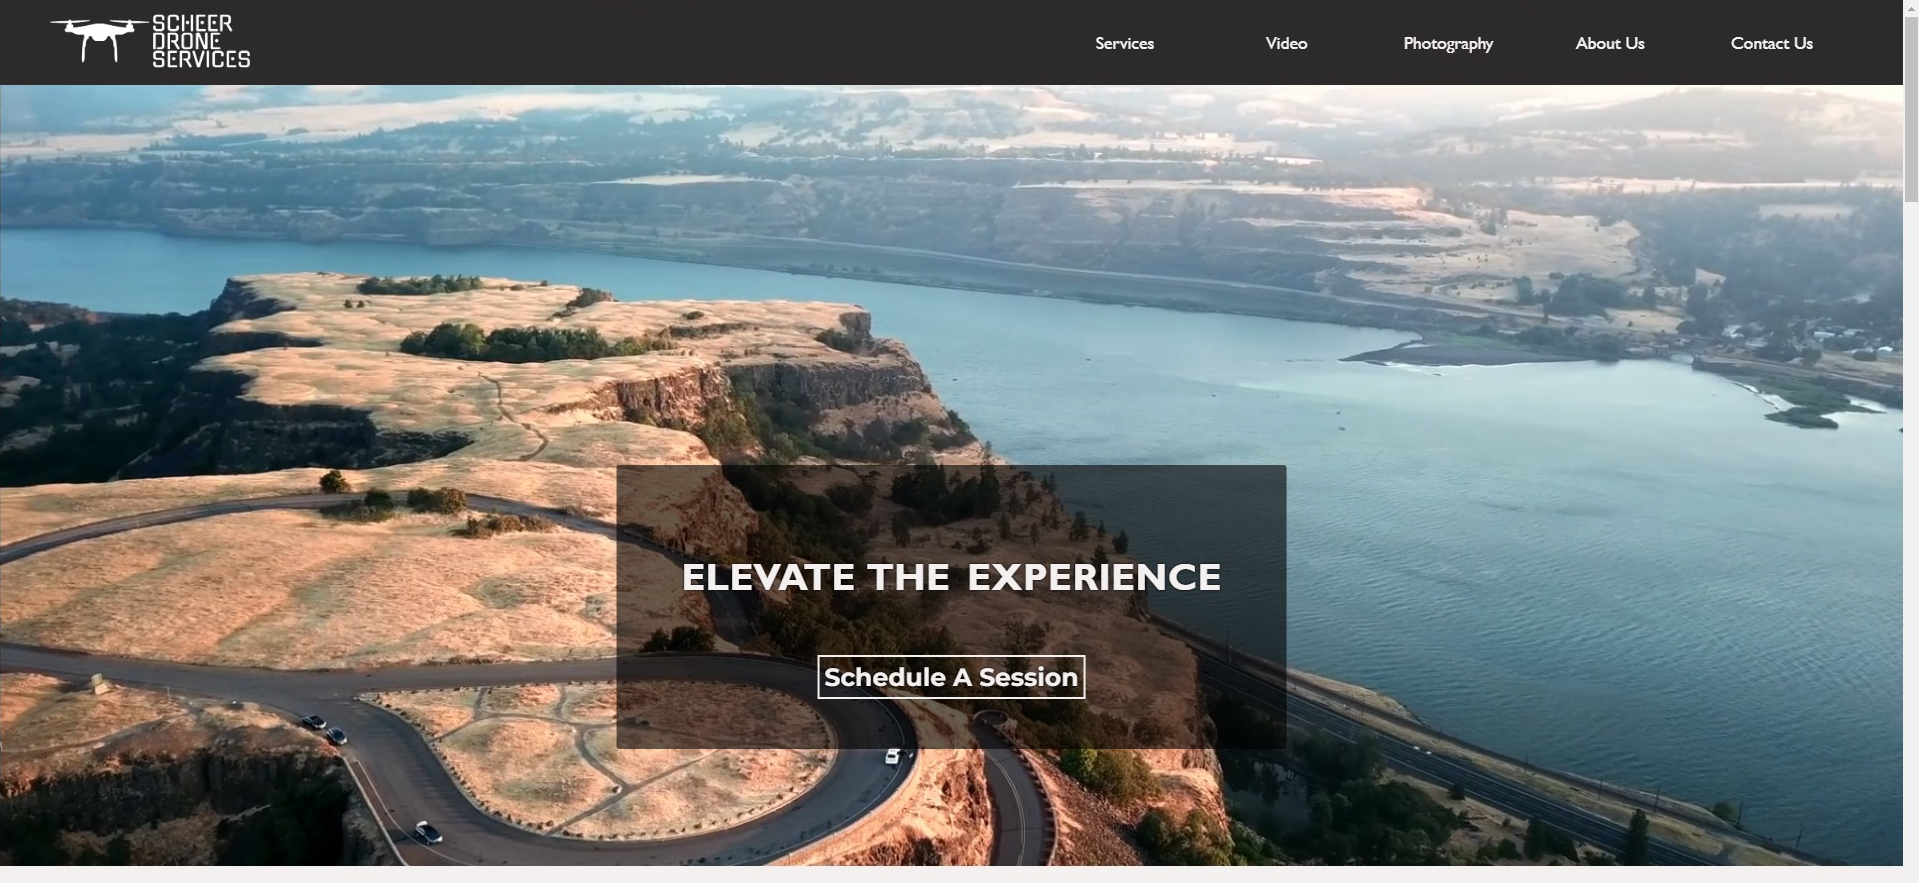 SCHEER
DRONE
SERVICES
Services
Video
Photography
About Us
Contact Us
ELEVATE THE EXPERIENCE
Schedule A Session